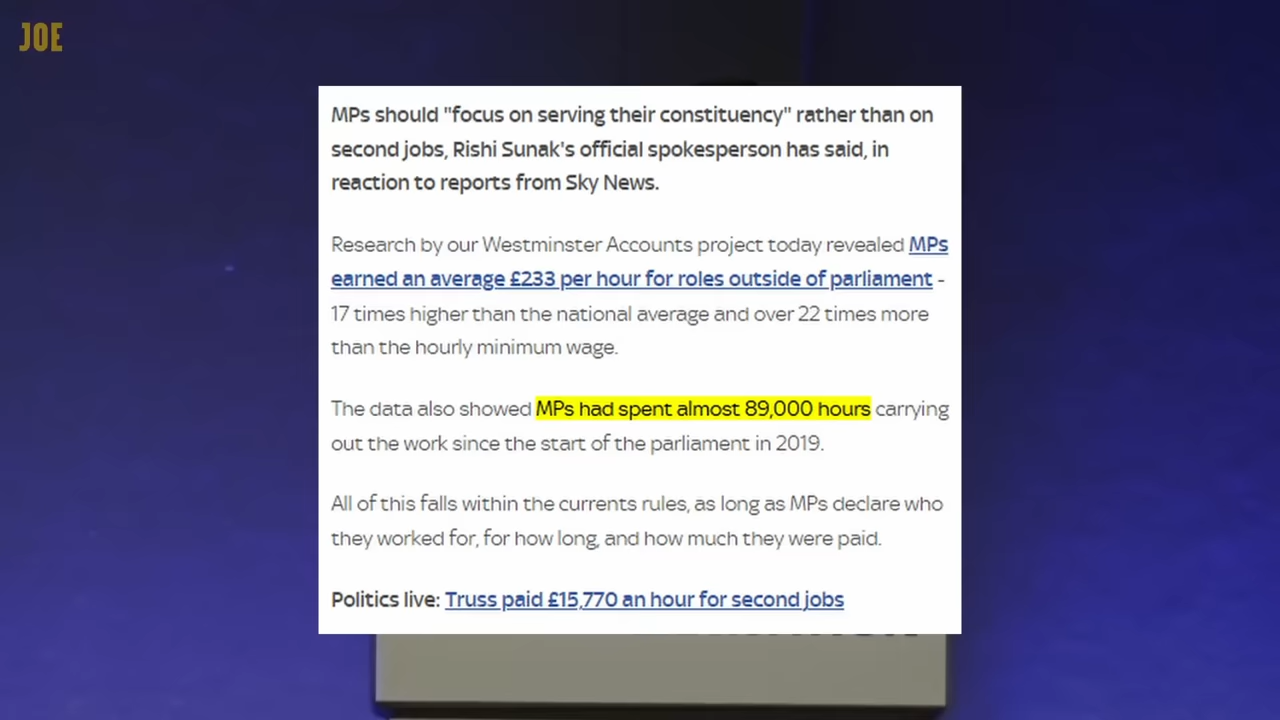 JOE
MPs should "focus on serving their constituency" rather than on
second jobs, Rishi Sunak's official spokesperson has said, in
reaction to reports from Sky News.
Research by our Westminster Accounts project today revealed MPs
earned an average £233 per hour for roles outside of parliament -
17 times higher than the national average and over 22 times more
than the hourly minimum wage.
The data also showed MPs had spent almost 89,000 hours carrying
out the work since the start of the parliament in 2019.
All of this falls within the currents rules, as long as MPs declare who
they worked for, for how long, and how much they were paid.
Politics live: Truss paid £15,770 an hour for second jobs